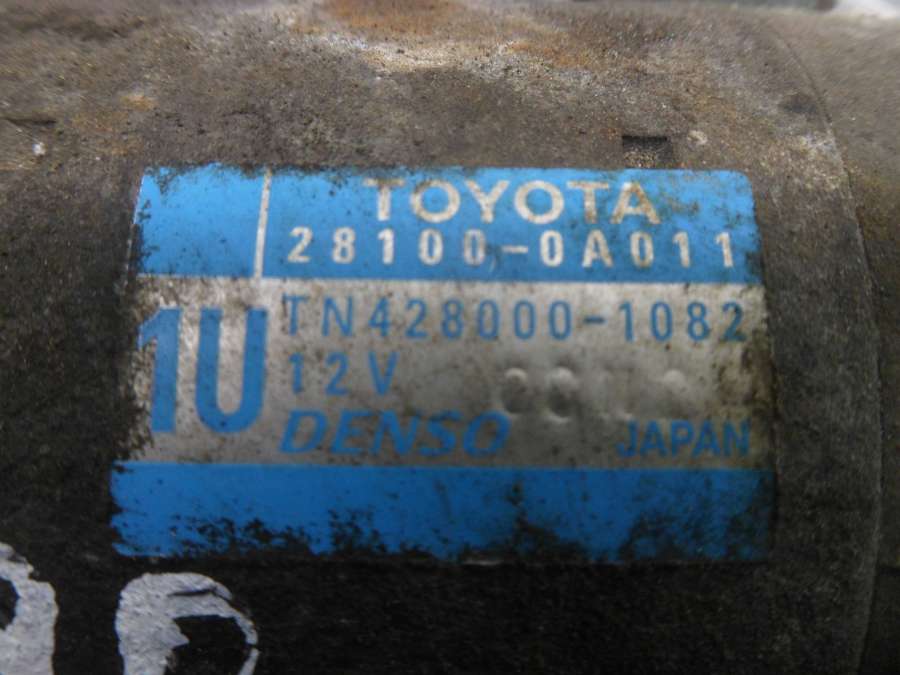 TOYOTA
28100-0A011
1U
TN428000-1082
12V
DENSO JAPAN